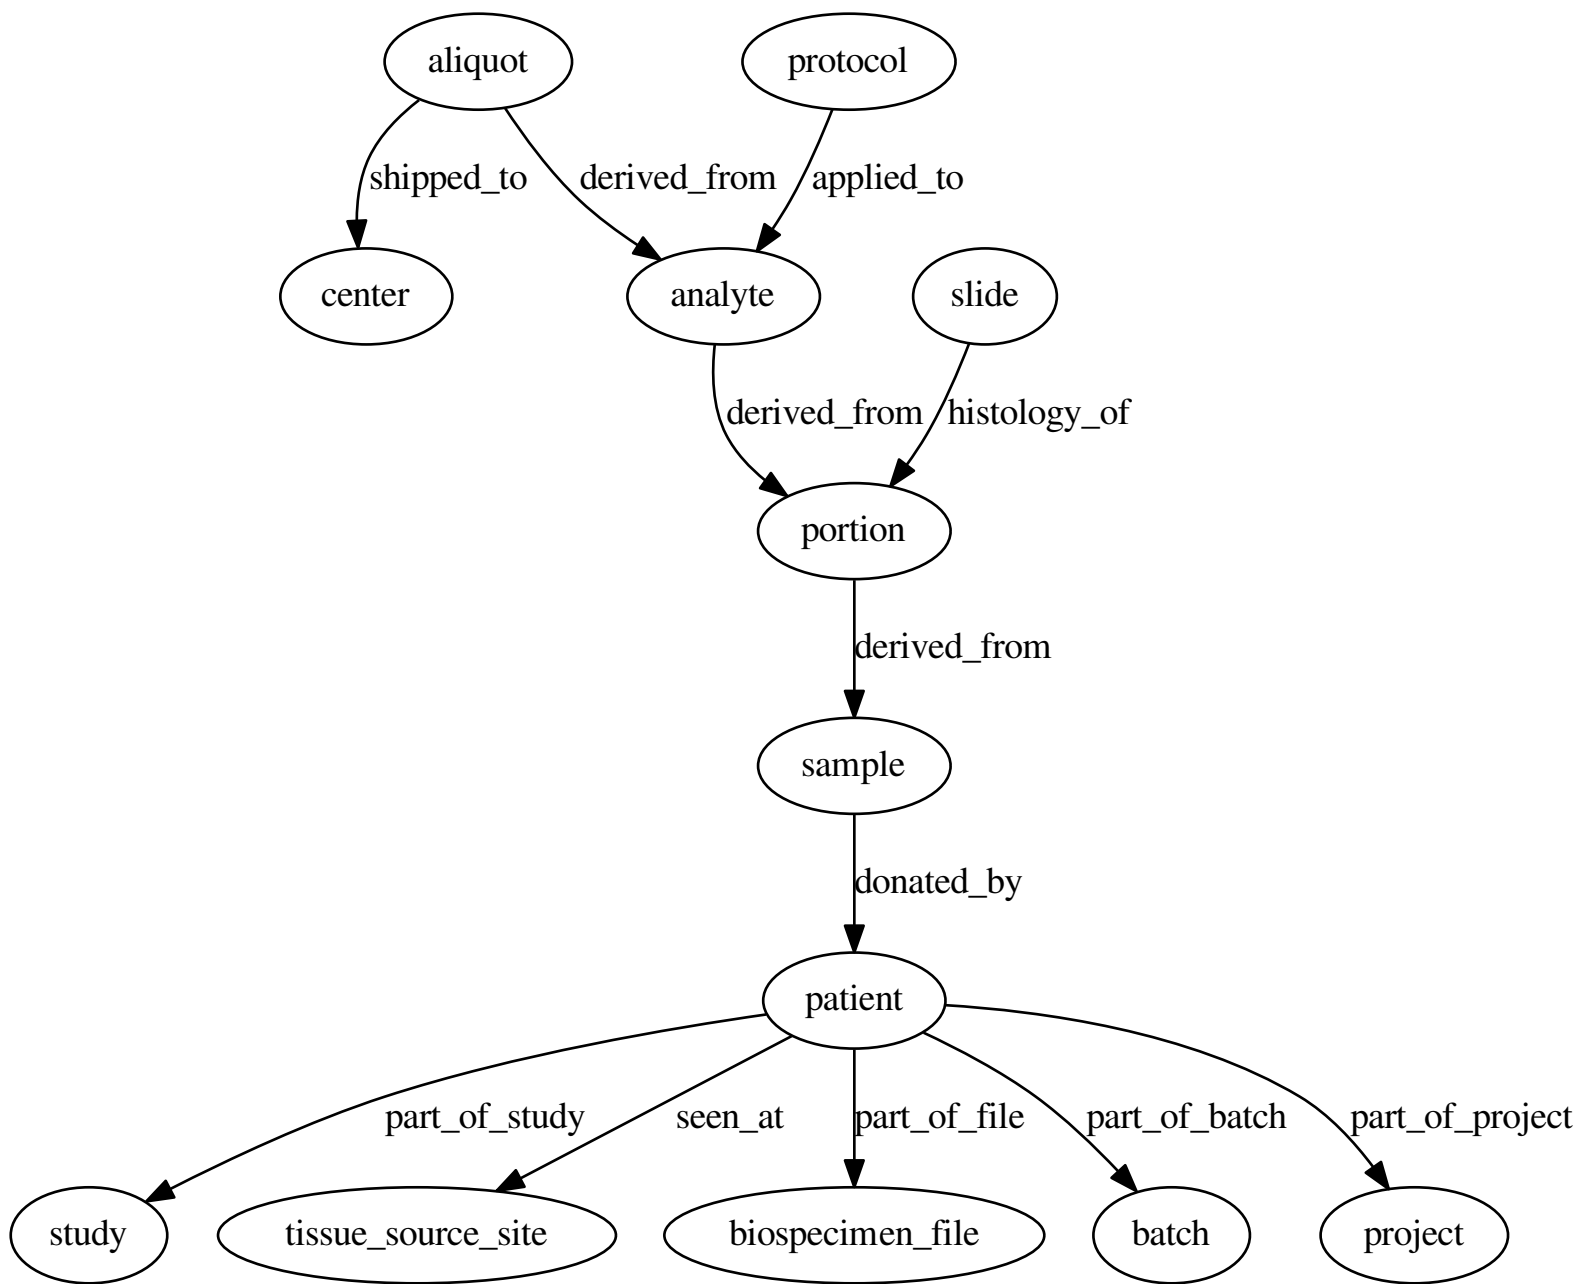 aliquot
protocol
shipped_to
derived_from
applied_to
center
analyte
slide
derived_from
histology_of
portion
derived_from
sample
donated_by
patient
part_of_study
seen_at
part_of_file
part_of_batch
part_of_project
study
tissue_source_site
biospecimen_file
batch
project